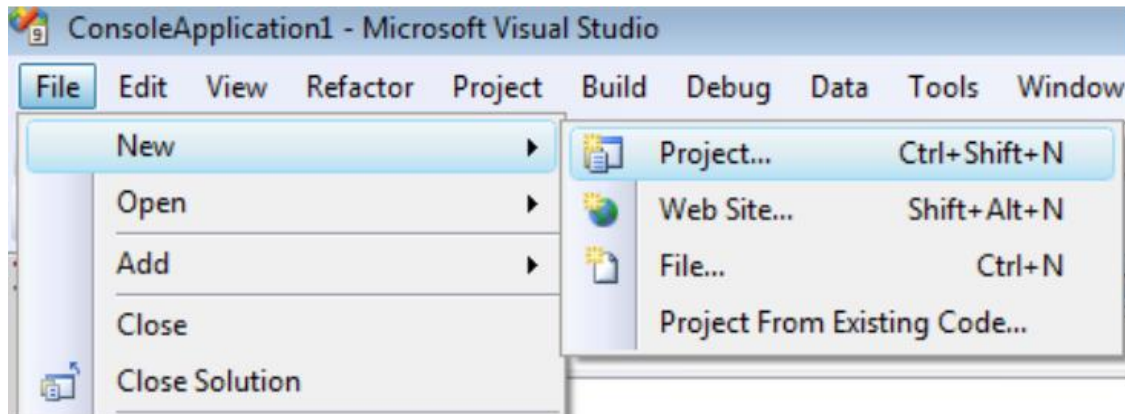 ConsoleApplication1 - Microsoft Visual Studio
File Edit View Refactor Project Build Debug Data Tools Window
New
Project... Ctrl+Shift+N
Open
Web Site... Shift+Alt+N
Add
File... Ctrl+N
Close
Project From Existing Code...
Close Solution